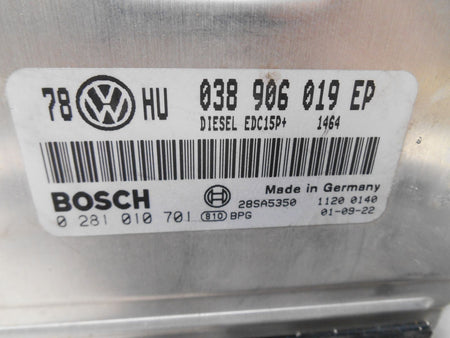 78 HU 038 906 019 EP
DIESEL EDC15P+ 1464
BOSCH Made in Germany
28SA5350 1120 0140
0 281 010 701 810 BPG 01-09-22